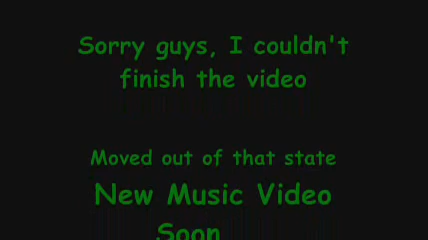 Sorry guys, I couldn't
finish the video
Moved out of that state
New Music Video
Soon